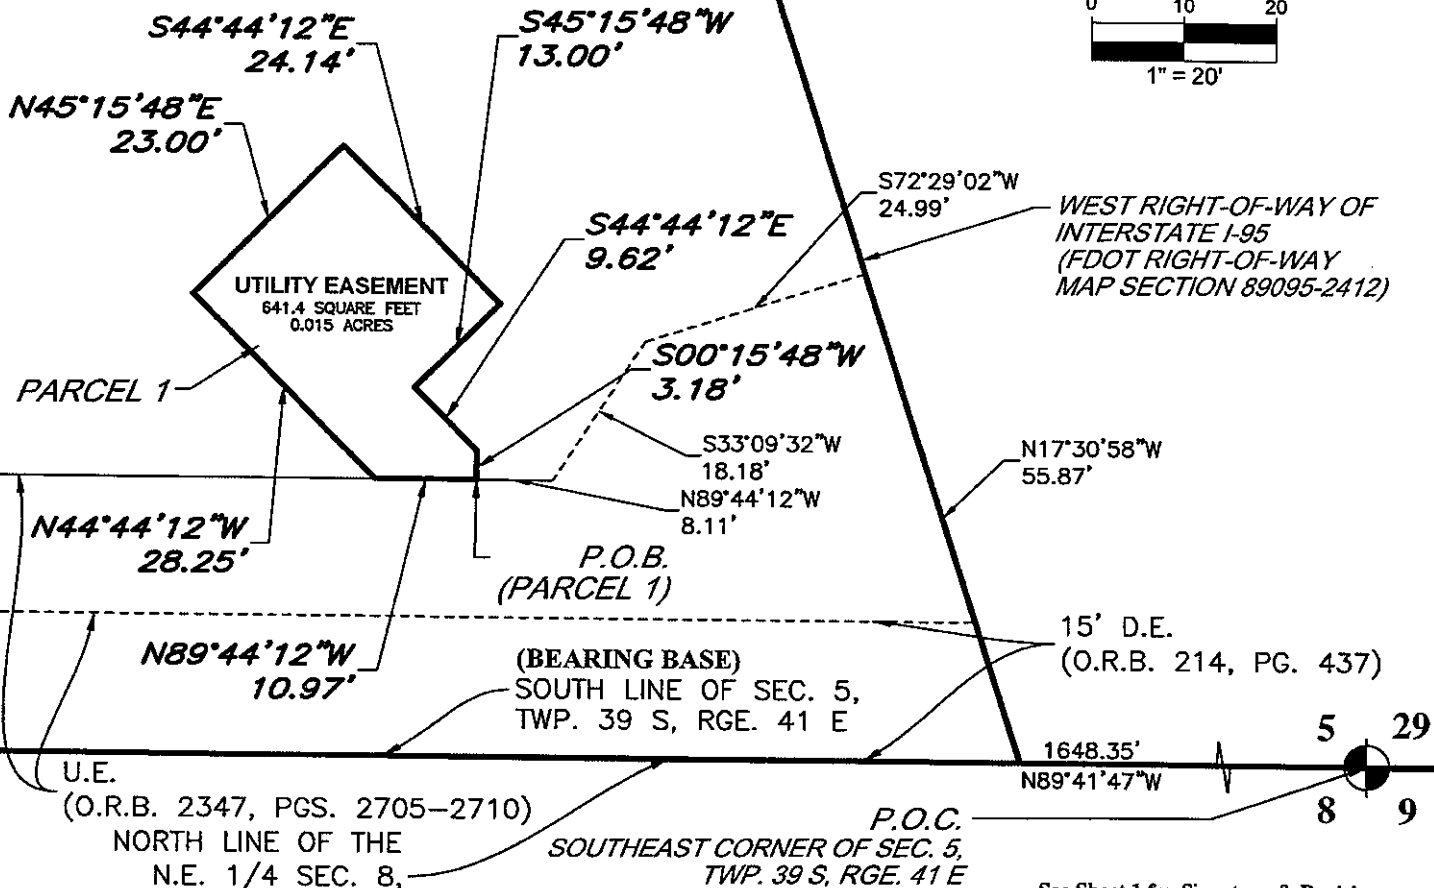 S44°44'12"E
24.14'
S45°15'48"W
13.00'
0 10 20
1" = 20'
N45°15'48"E
23.00'
S72°29'02"W
24.99'
WEST RIGHT-OF-WAY OF
INTERSTATE I-95
(FDOT RIGHT-OF-WAY
MAP SECTION 89095-2412)
S44°44'12"E
9.62'
UTILITY EASEMENT
641.4 SQUARE FEET
0.015 ACRES
PARCEL 1
S00°15'48"W
3.18'
S33°09'32"W
18.18'
N89°44'12"W
8.11'
N17°30'58"W
55.87'
N44°44'12"W
28.25'
P.O.B.
(PARCEL 1)
N89°44'12"W
10.97'
(BEARING BASE)
SOUTH LINE OF SEC. 5,
TWP. 39 S, RGE. 41 E
15' D.E.
(O.R.B. 214, PG. 437)
1648.35'
N89°41'47"W
5 29
8 9
U.E.
(O.R.B. 2347, PGS. 2705-2710)
NORTH LINE OF THE
N.E. 1/4 SEC. 8,
P.O.C.
SOUTHEAST CORNER OF SEC. 5,
TWP. 39 S, RGE. 41 E